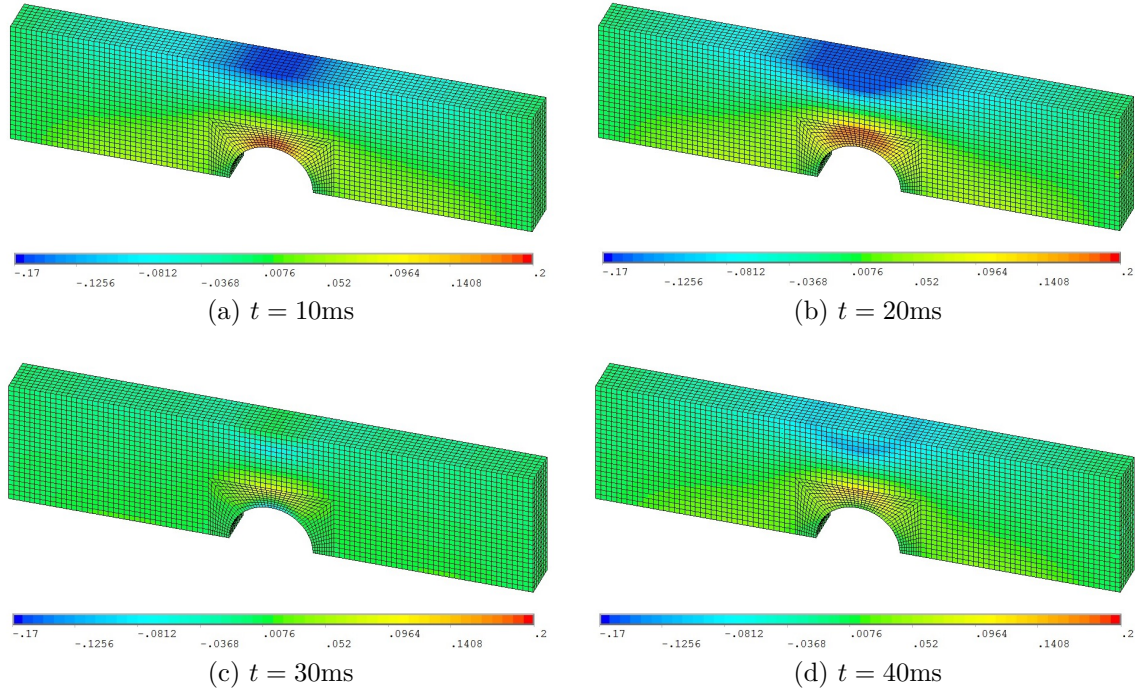 -.17 -.0812 .0076 .0964 .2
-.1256 -.0368 .052 .1408
(a) t = 10ms
-.17 -.0812 .0076 .0964 .2
-.1256 -.0368 .052 .1408
(b) t = 20ms
-.17 -.0812 .0076 .0964 .2
-.1256 -.0368 .052 .1408
(c) t = 30ms
-.17 -.0812 .0076 .0964 .2
-.1256 -.0368 .052 .1408
(d) t = 40ms